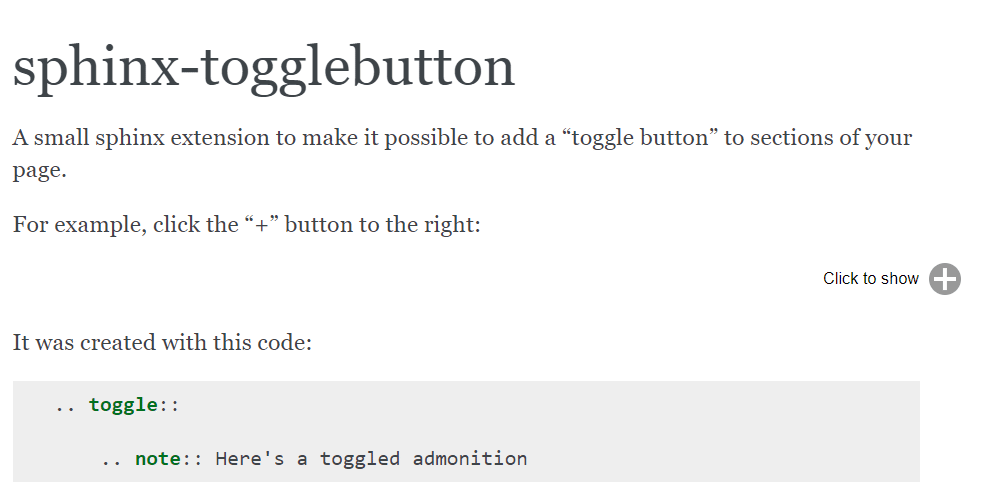 sphinx-togglebutton
A small sphinx extension to make it possible to add a “toggle button” to sections of your
page.
For example, click the “+” button to the right:
Click to show
It was created with this code:
.. toggle::
.. note:: Here's a toggled admonition